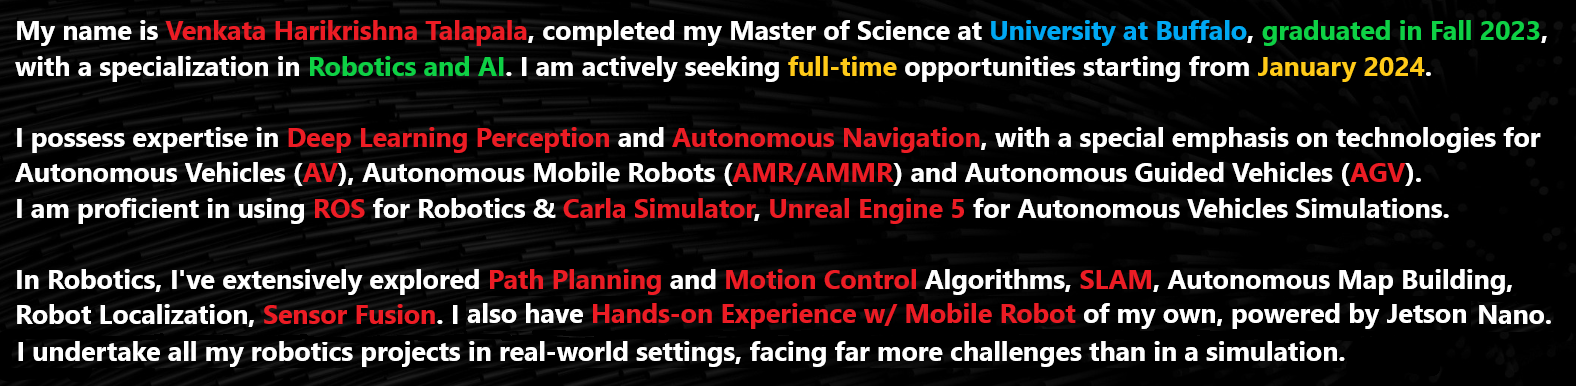 My name is Venkata Harikrishna Talapala, completed my Master of Science at University at Buffalo, graduated in Fall 2023,
with a specialization in Robotics and AI. I am actively seeking full-time opportunities starting from January 2024.
I possess expertise in Deep Learning Perception and Autonomous Navigation, with a special emphasis on technologies for
Autonomous Vehicles (AV), Autonomous Mobile Robots (AMR/AMMR) and Autonomous Guided Vehicles (AGV).
I am proficient in using ROS for Robotics & Carla Simulator, Unreal Engine 5 for Autonomous Vehicles Simulations.
In Robotics, I've extensively explored Path Planning and Motion Control Algorithms, SLAM, Autonomous Map Building,
Robot Localization, Sensor Fusion. I also have Hands-on Experience w/ Mobile Robot of my own, powered by Jetson Nano.
I undertake all my robotics projects in real-world settings, facing far more challenges than in a simulation.